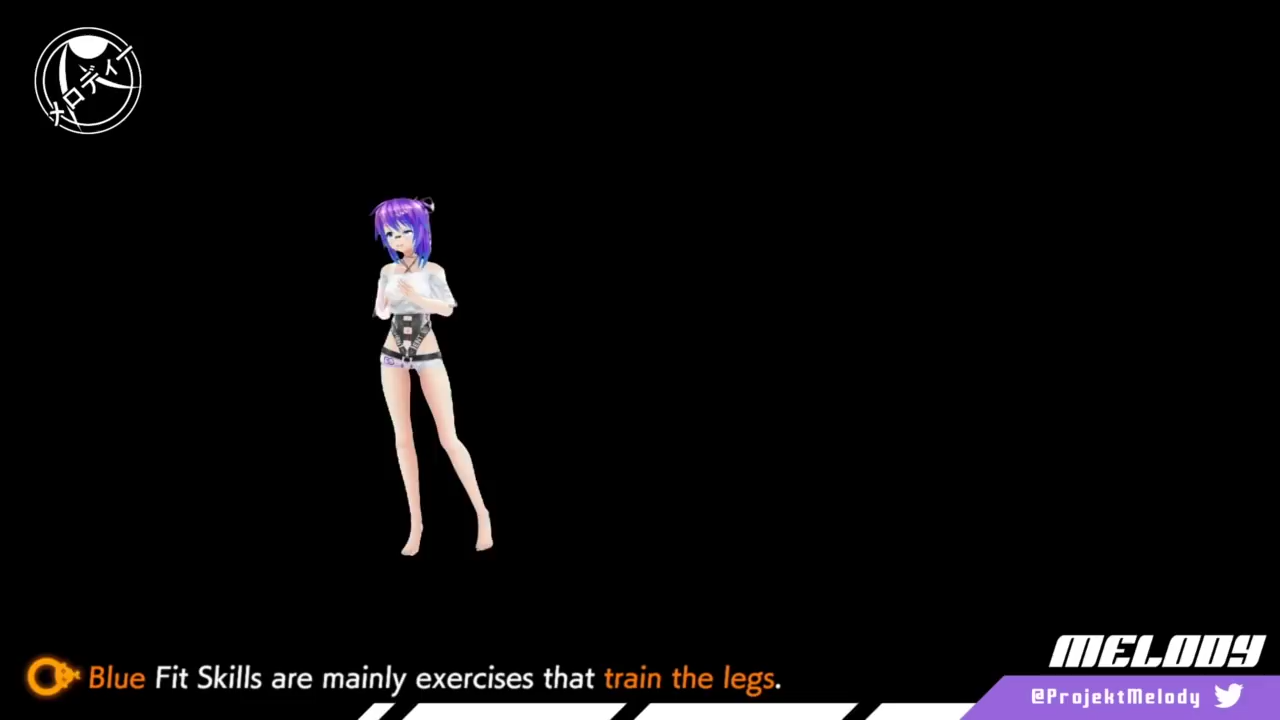 メロディー
Blue Fit Skills are mainly exercises that train the legs.
MELODY
@ProjektMelody